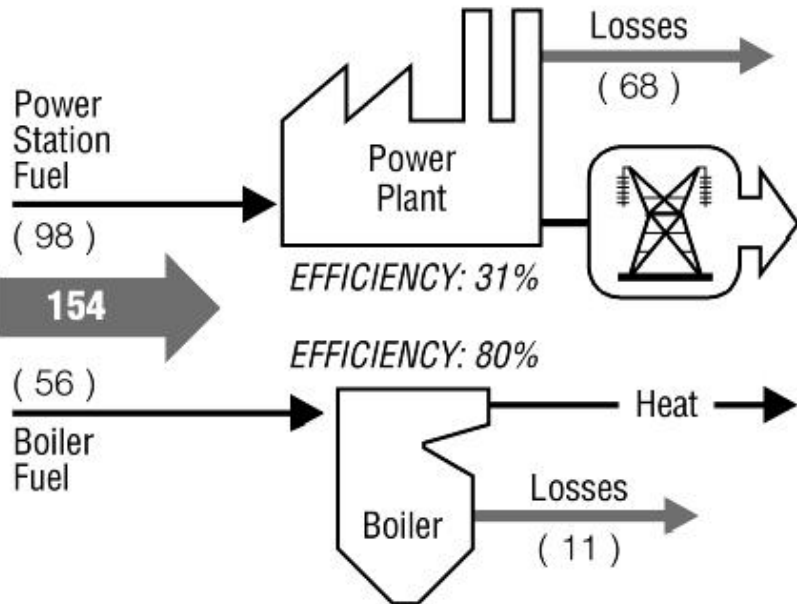 Losses
( 68 )
Power
Station
Fuel
( 98 )
Power
Plant
EFFICIENCY: 31%
154
EFFICIENCY: 80%
( 56 )
Boiler
Fuel
Heat
Boiler
Losses
( 11 )